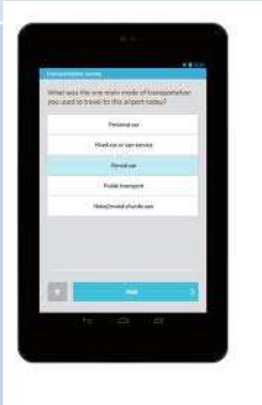 Transportation survey
What was the one main mode of transportation
you used to travel to this airport today?
Personal car
Hired car or taxi service
Rental car
Public transport
Hotel/motel shuttle van
Next